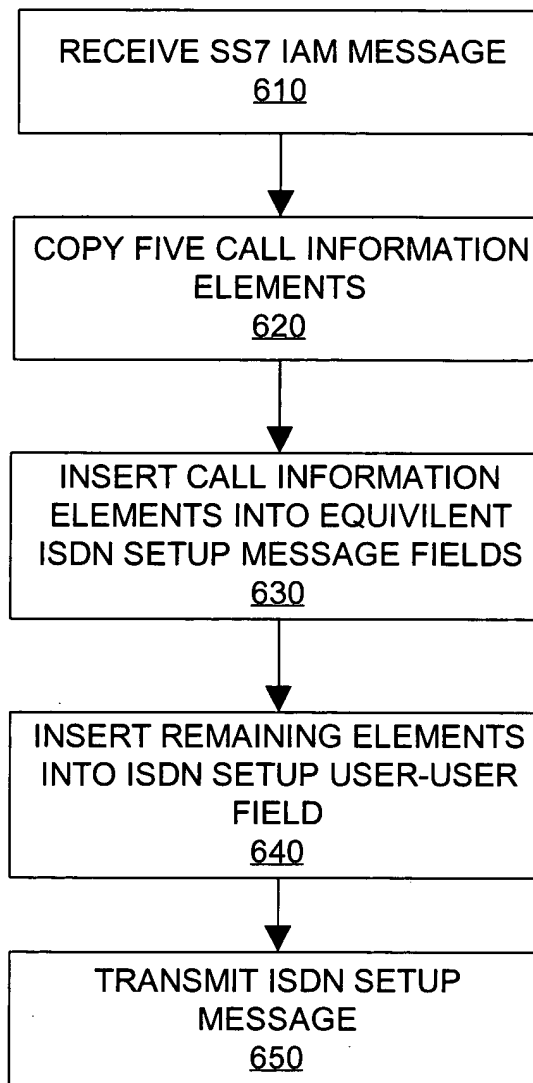 RECEIVE SS7 IAM MESSAGE
610
COPY FIVE CALL INFORMATION
ELEMENTS
620
INSERT CALL INFORMATION
ELEMENTS INTO EQUIVILENT
ISDN SETUP MESSAGE FIELDS
630
INSERT REMAINING ELEMENTS
INTO ISDN SETUP USER-USER
FIELD
640
TRANSMIT ISDN SETUP
MESSAGE
650